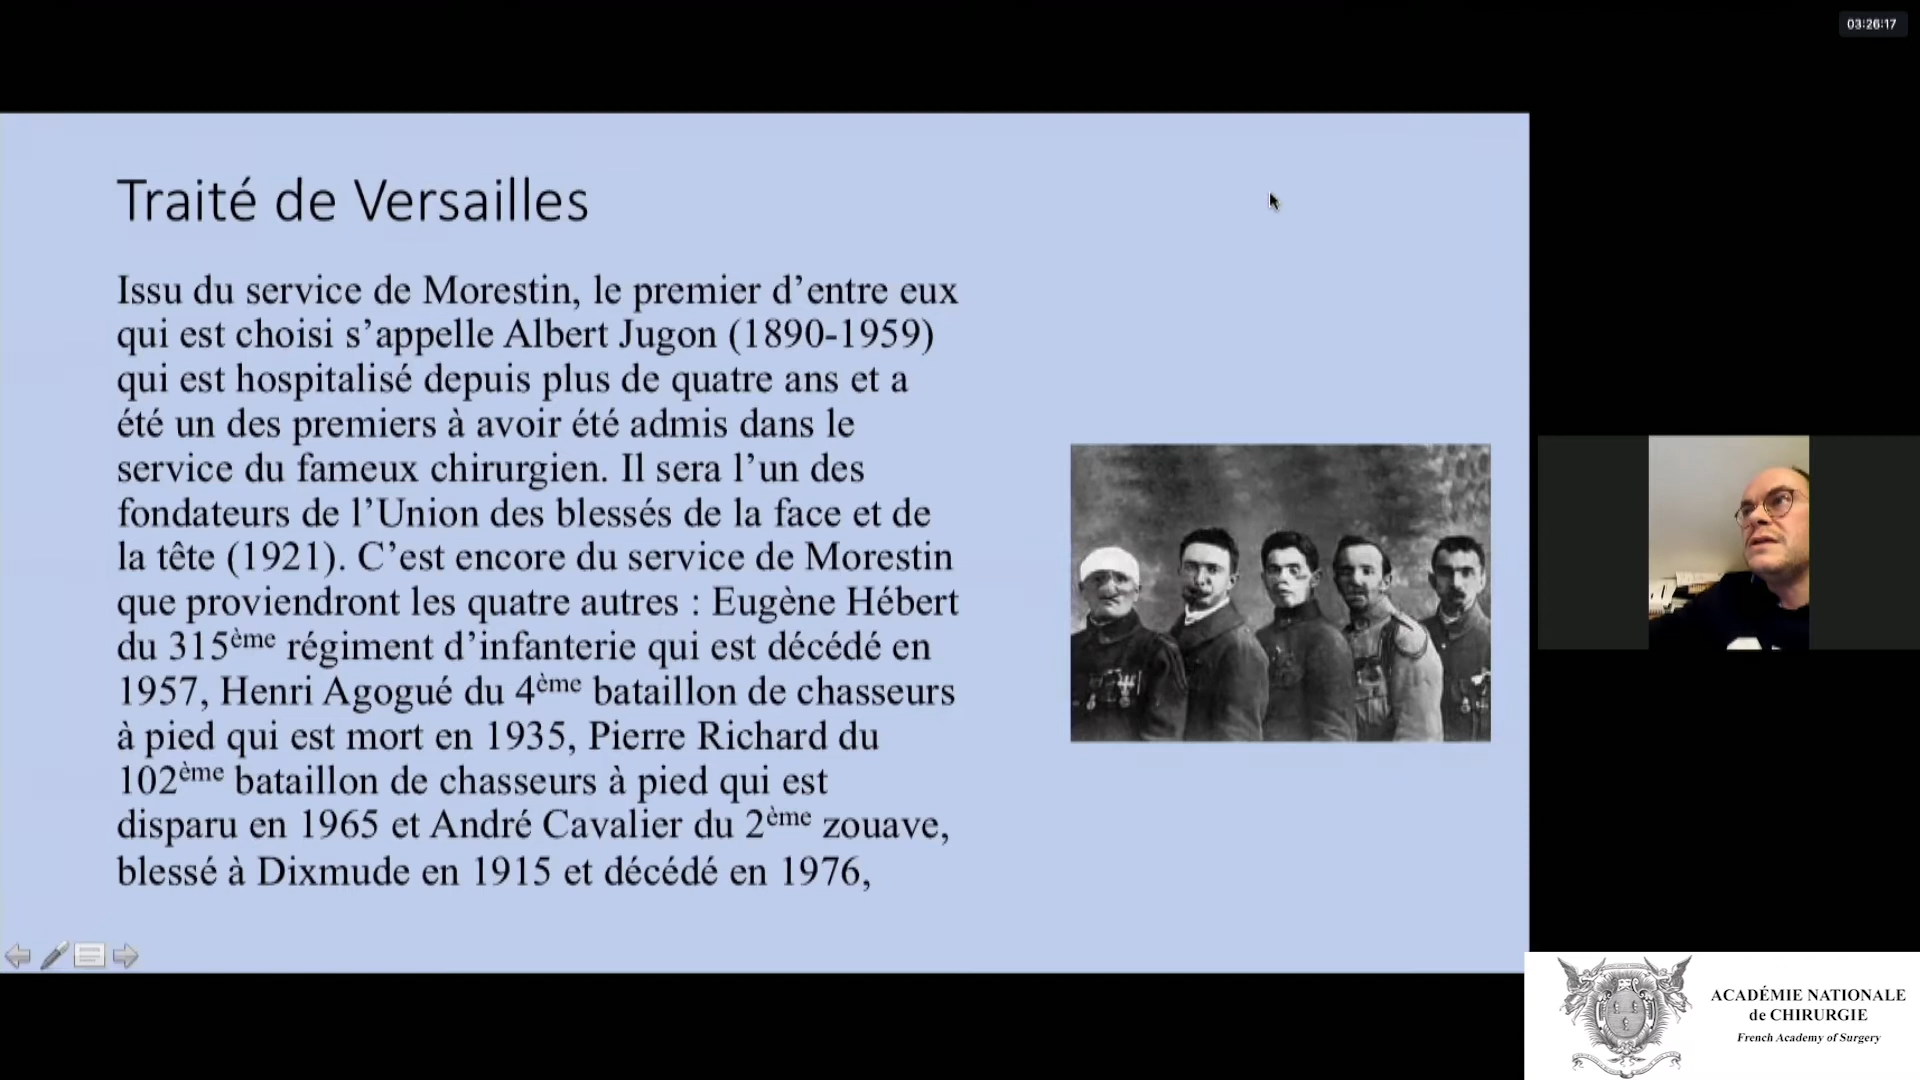 03:26:17
Traité de Versailles
Issu du service de Morestin, le premier d’entre eux
qui est choisi s’appelle Albert Jugon (1890-1959)
qui est hospitalisé depuis plus de quatre ans et a
été un des premiers à avoir été admis dans le
service du fameux chirurgien. Il sera l’un des
fondateurs de l’Union des blessés de la face et de
la tête (1921). C’est encore du service de Morestin
que proviendront les quatre autres : Eugène Hébert
du 315ème régiment d’infanterie qui est décédé en
1957, Henri Agogué du 4ème bataillon de chasseurs
à pied qui est mort en 1935, Pierre Richard du
102ème bataillon de chasseurs à pied qui est
disparu en 1965 et André Cavalier du 2ème zouave,
blessé à Dixmude en 1915 et décédé en 1976,
ACADÉMIE NATIONALE
de CHIRURGIE
French Academy of Surgery